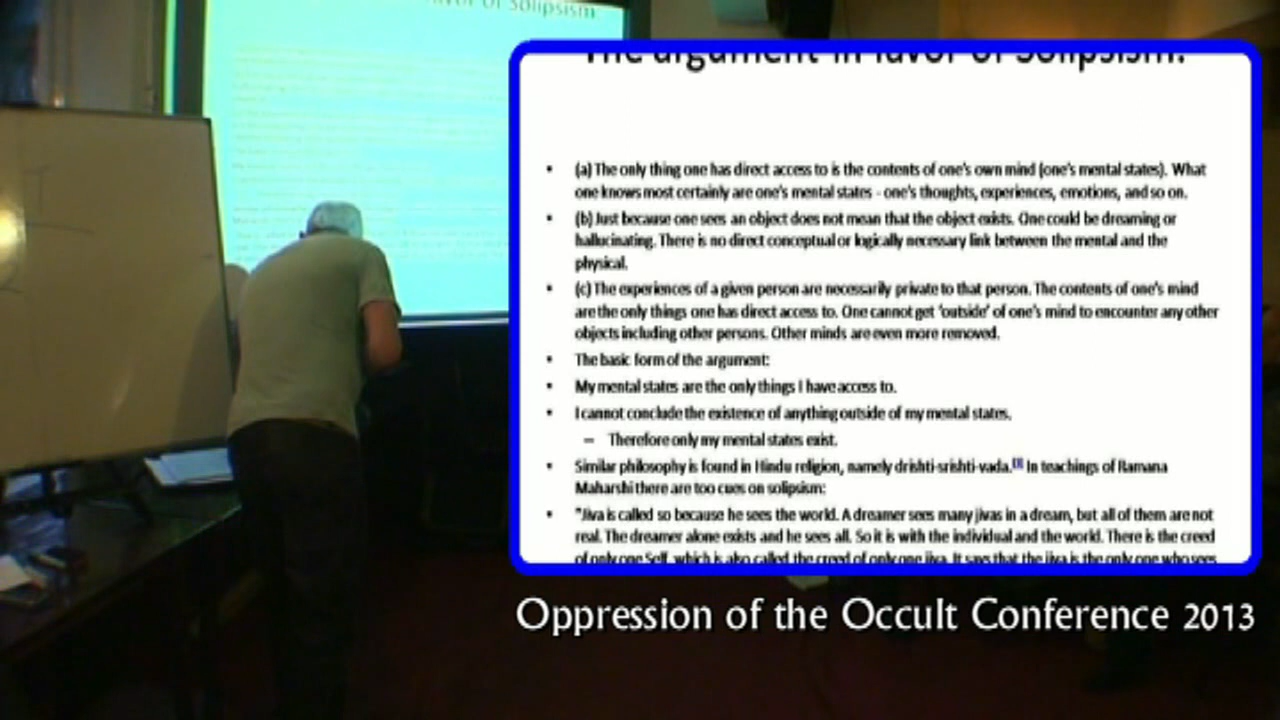 avor of Solipsism
The argument in favor of Solipsism:
• (a) The only thing one has direct access to is the contents of one's own mind (one's mental states). What
one knows most certainly are one's mental states - one's thoughts, experiences, emotions, and so on.
• (b) Just because one sees an object does not mean that the object exists. One could be dreaming or
hallucinating. There is no direct conceptual or logically necessary link between the mental and the
physical.
• (c) The experiences of a given person are necessarily private to that person. The contents of one's mind
are the only things one has direct access to. One cannot get 'outside' of one's mind to encounter any other
objects including other persons. Other minds are even more removed.
• The basic form of the argument:
• My mental states are the only things I have access to.
• I cannot conclude the existence of anything outside of my mental states.
– Therefore only my mental states exist.
• Similar philosophy is found in Hindu religion, namely drishti-srishti-vada. In teachings of Ramana
Maharshi there are too cues on solipsism:
• "Jiva is called so because he sees the world. A dreamer sees many jivas in a dream, but all of them are not
real. The dreamer alone exists and he sees all. So it is with the individual and the world. There is the creed
of only one Self, which is also called the creed of only one jiva. It says that the jiva is the only one who sees
Oppression of the Occult Conference 2013